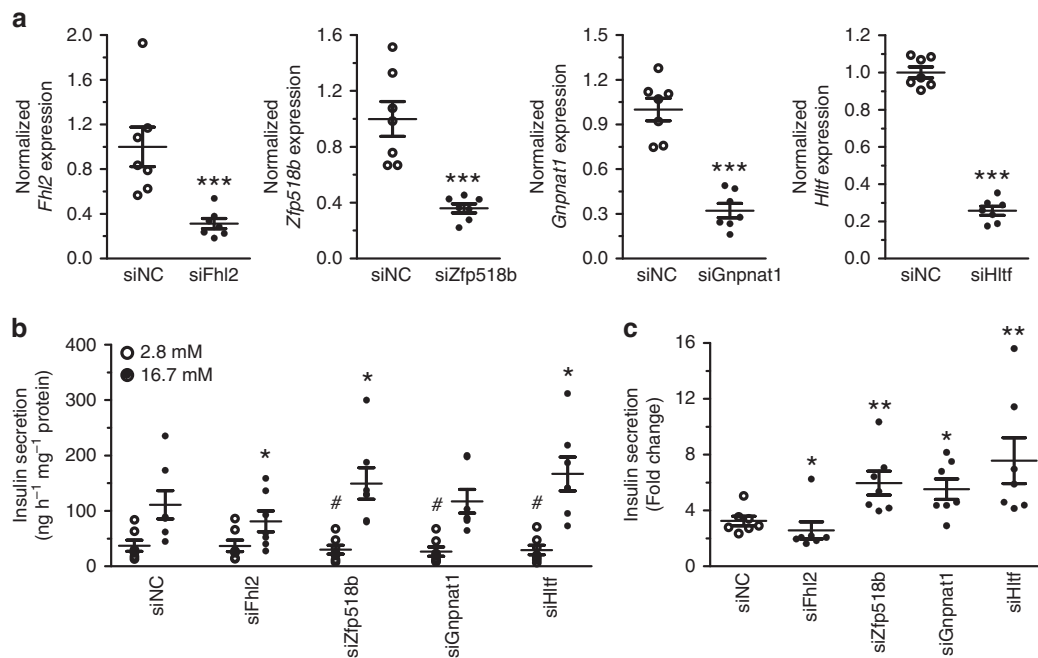 a
Normalized
Fhl2 expression
2.0
1.6
1.2
0.8
0.4
0.0
siNC siFhl2
***
Normalized
Zfp518b expression
1.6
1.2
0.8
0.4
0.0
siNC siZfp518b
***
Normalized
Gnpnat1 expression
1.5
1.2
0.9
0.6
0.3
0.0
siNC siGnpnat1
***
Normalized
Hltf expression
1.2
1.0
0.8
0.6
0.4
0.2
0.0
siNC siHltf
***
b
Insulin secretion
(ng h⁻¹ mg⁻¹ protein)
400
300
200
100
0
2.8 mM
16.7 mM
* # * # # *
siNC
siFhl2
siZfp518b
siGnpnat1
siHltf
c
Insulin secretion
(Fold change)
16
12
8
4
0
* ** * **
siNC
siFhl2
siZfp518b
siGnpnat1
siHltf